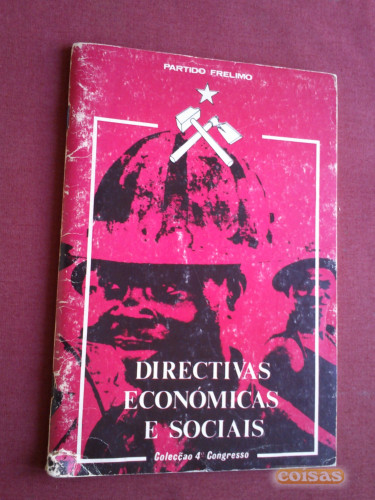 PARTIDO FRELIMO
DIRECTIVAS
ECONÓMICAS
E SOCIAIS
Colecção 4º Congresso
coisas